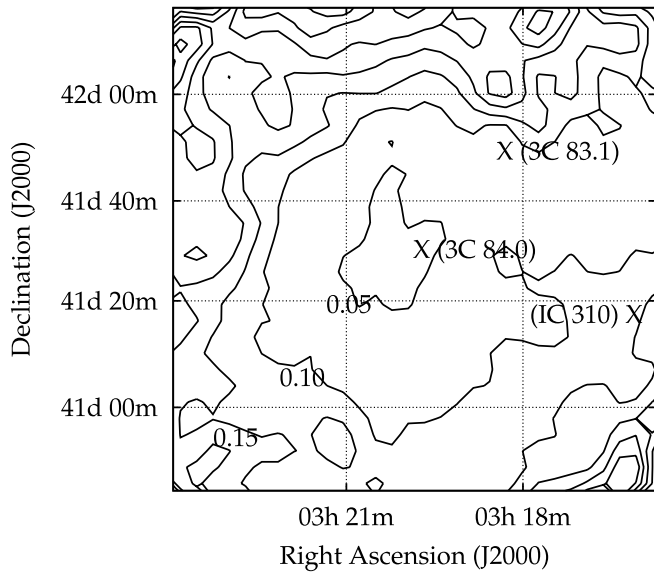 42d 00m
X (3C 83.1)
41d 40m
X (3C 84.0)
Declination (J2000)
41d 20m
0.05
(IC 310) X
0.10
41d 00m
0.15
03h 21m
03h 18m
Right Ascension (J2000)